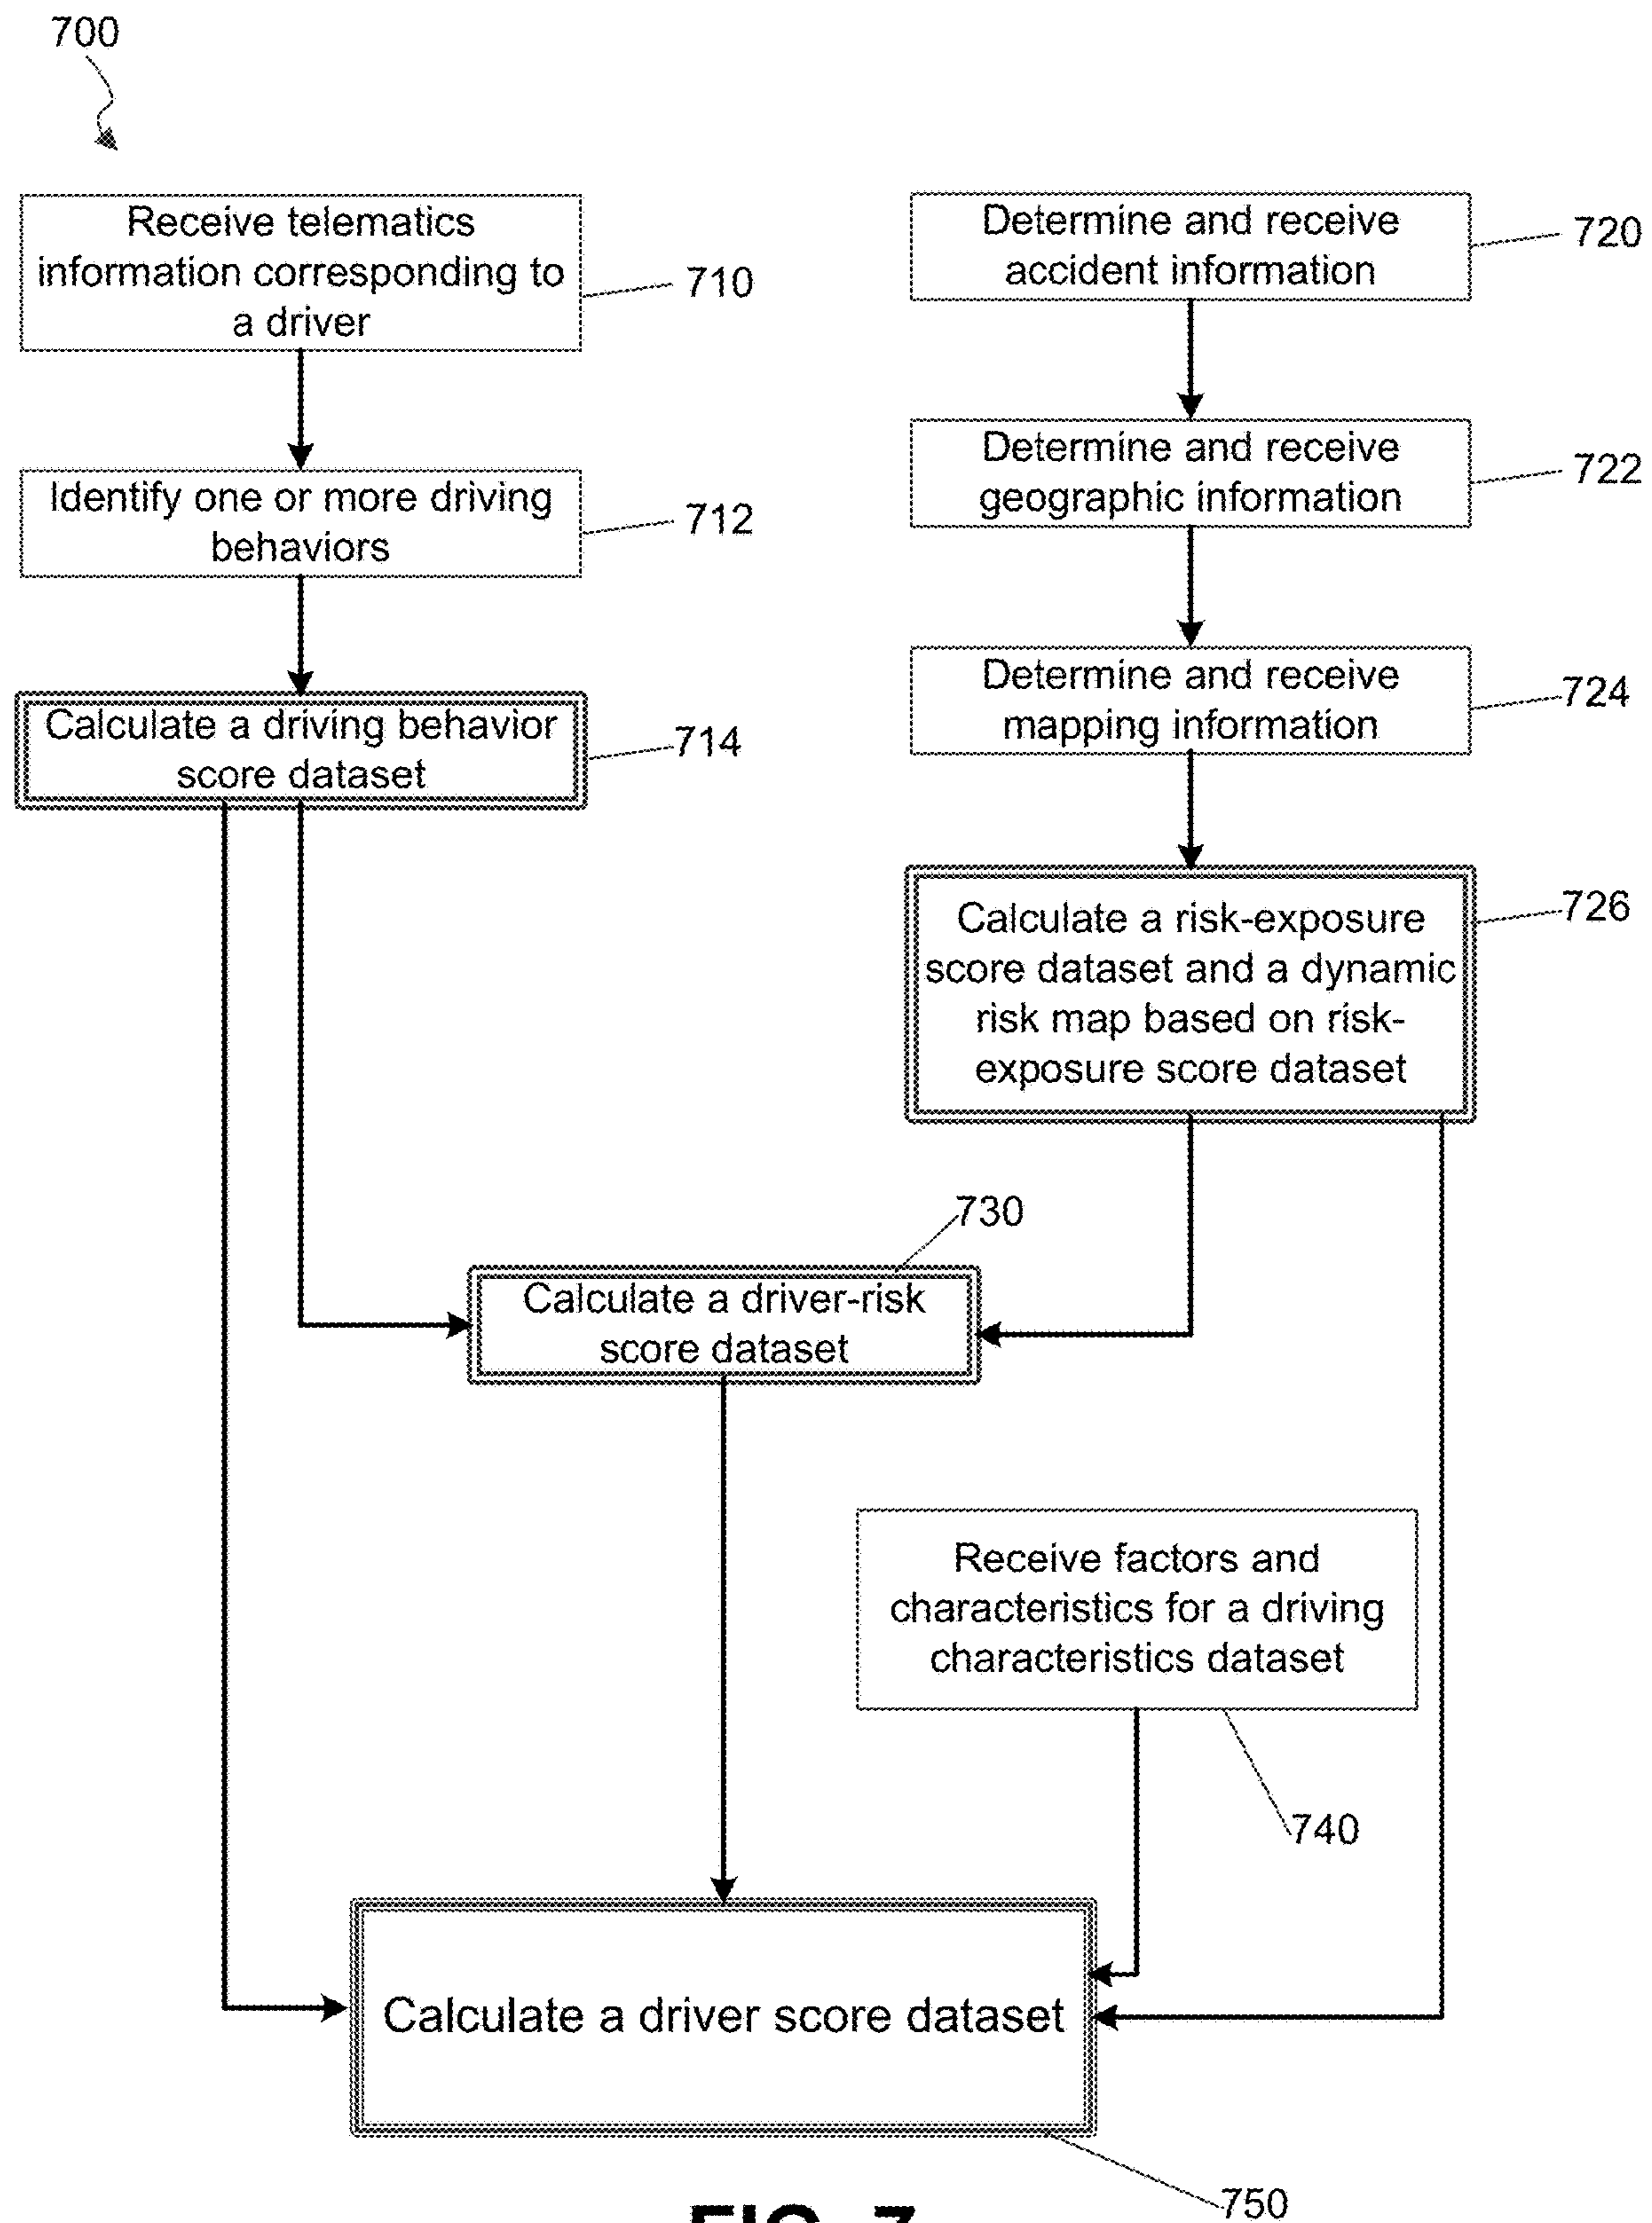 700
Receive telematics
information corresponding to
a driver
710
Identify one or more driving
behaviors
712
Calculate a driving behavior
score dataset
714
Determine and receive
accident information
720
Determine and receive
geographic information
722
Determine and receive
mapping information
724
Calculate a risk-exposure
score dataset and a dynamic
risk map based on risk-
exposure score dataset
726
730
Calculate a driver-risk
score dataset
Receive factors and
characteristics for a driving
characteristics dataset
740
Calculate a driver score dataset
750
FIG. 7